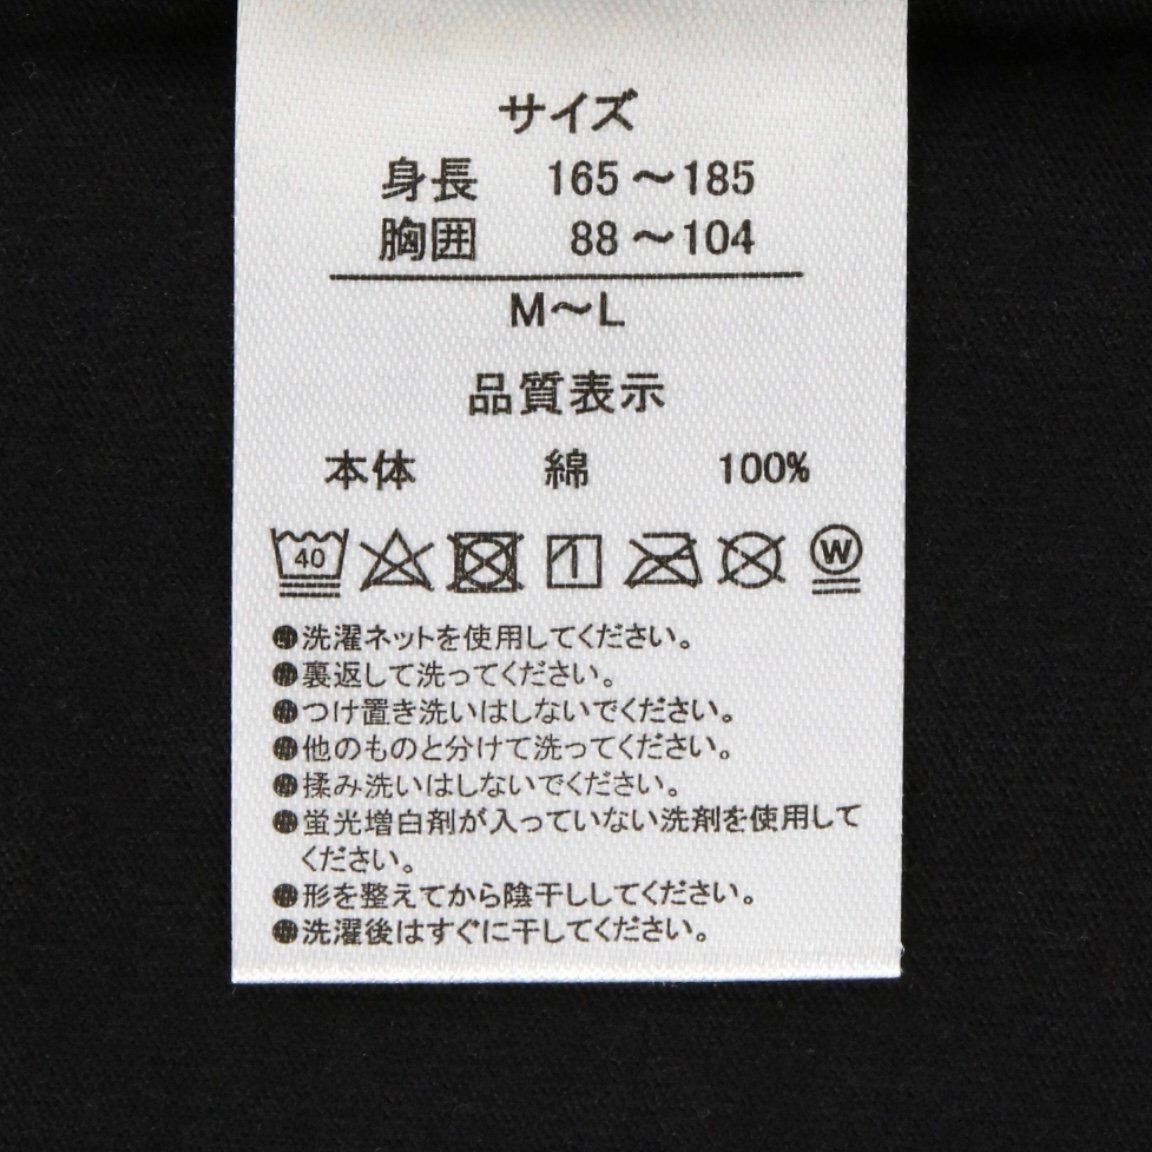 サイズ
身長 165～185
胸囲 88～104
M～L
品質表示
本体 綿 100%
40 W
●洗濯ネットを使用してください。
●裏返して洗ってください。
●つけ置き洗いはしないでください。
●他のものと分けて洗ってください。
●揉み洗いはしないでください。
●蛍光増白剤が入っていない洗剤を使用して
ください。
●形を整えてから陰干ししてください。
●洗濯後はすぐに干してください。